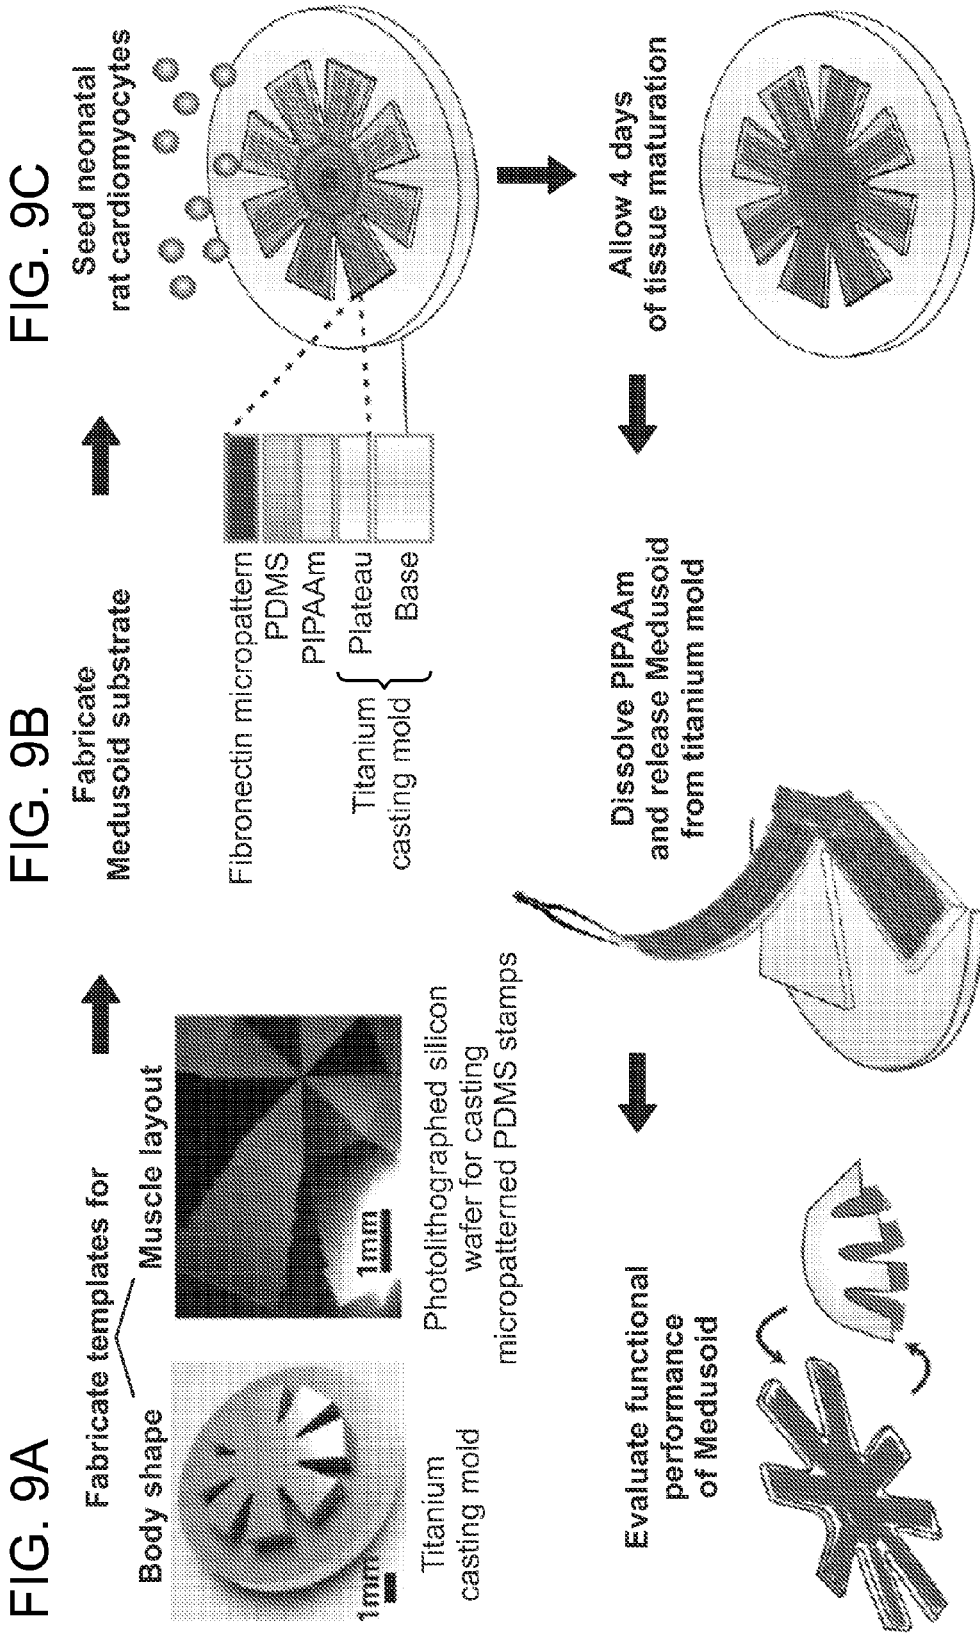 FIG. 9A
Fabricate templates for
Body shape
Muscle layout
1mm
1mm
Titanium
casting mold
Photolithographed silicon
wafer for casting
micropatterned PDMS stamps
FIG. 9B
Fabricate
Medusoid substrate
Fibronectin micropattern
PDMS
PIPAAm
Plateau
Base
Titanium
casting mold
FIG. 9C
Seed neonatal
rat cardiomyocytes
Allow 4 days
of tissue maturation
Dissolve PIPAAm
and release Medusoid
from titanium mold
Evaluate functional
performance
of Medusoid